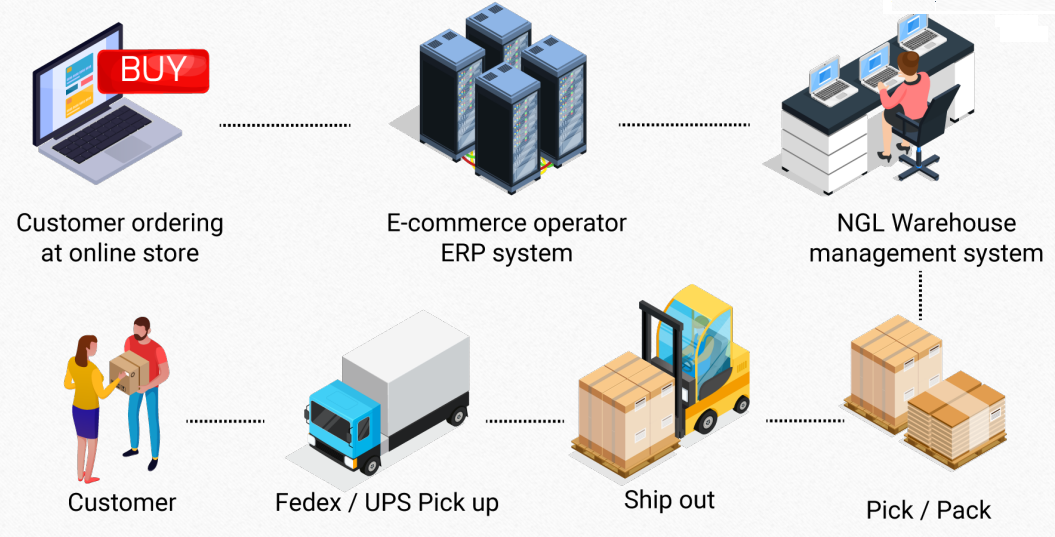 BUY
Customer ordering
at online store
E-commerce operator
ERP system
NGL Warehouse
management system
Customer
Fedex / UPS Pick up
Ship out
Pick / Pack